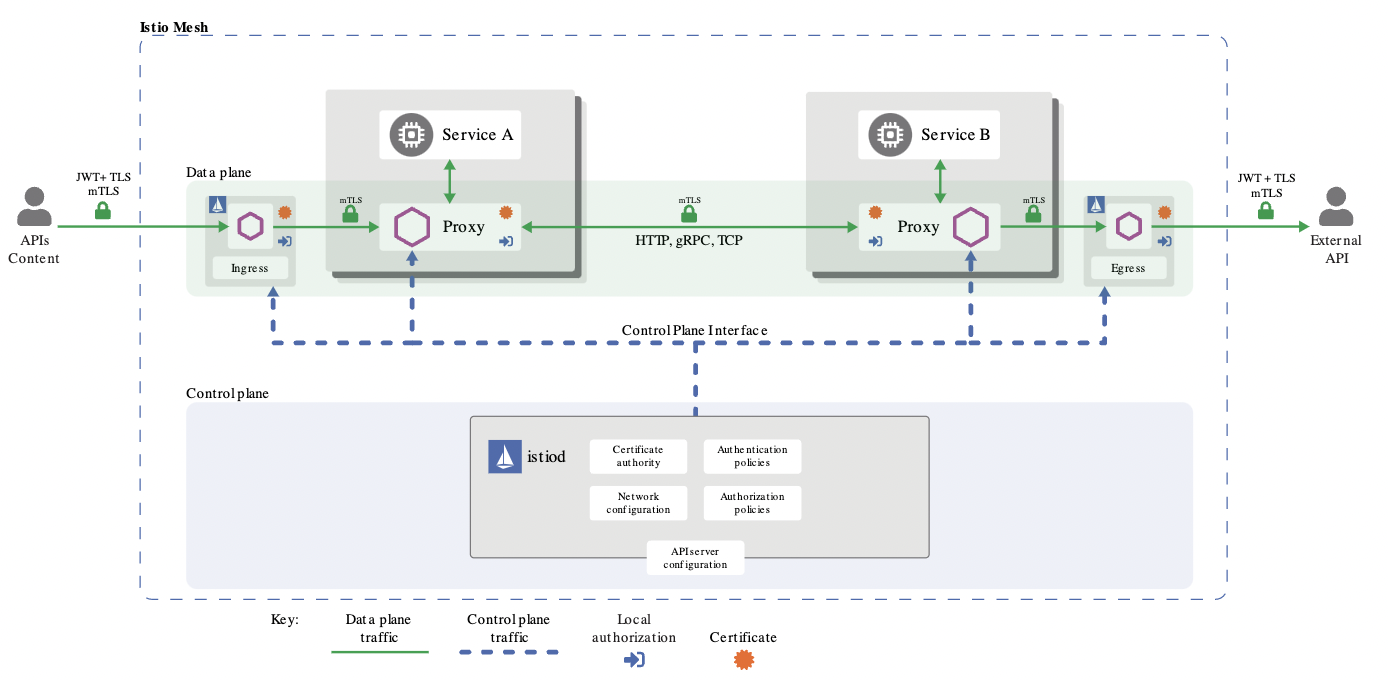 Istio Mesh
Service A
Service B
Data plane
JWT+ TLS
mTLS
APIs
Content
Ingress
mTLS
Proxy
mTLS
HTTP, gRPC, TCP
Proxy
mTLS
Egress
JWT + TLS
mTLS
External
API
Control Plane Interface
Control plane
istiod
Certificate
authority
Authentication
policies
Network
configuration
Authorization
policies
API server
configuration
Key:
Data plane
traffic
Control plane
traffic
Local
authorization
Certificate